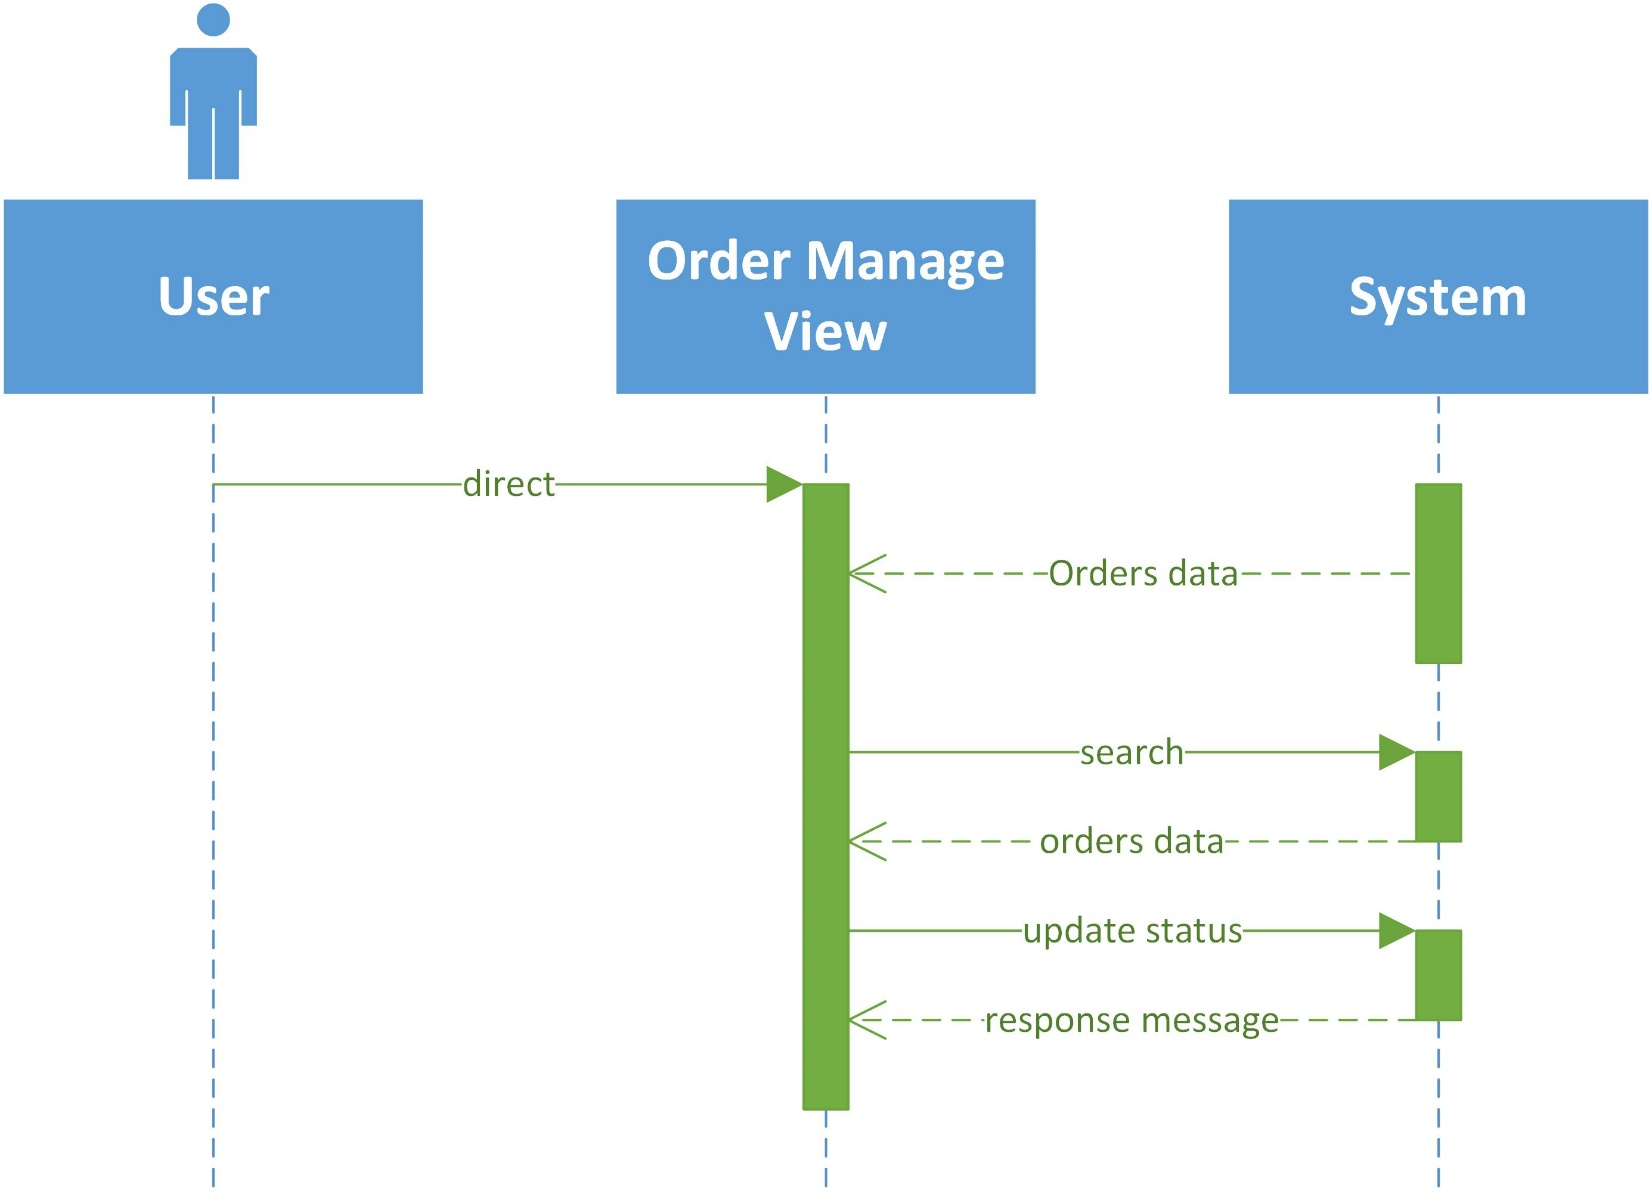 User
Order Manage
View
System
direct
Orders data
search
orders data
update status
response message